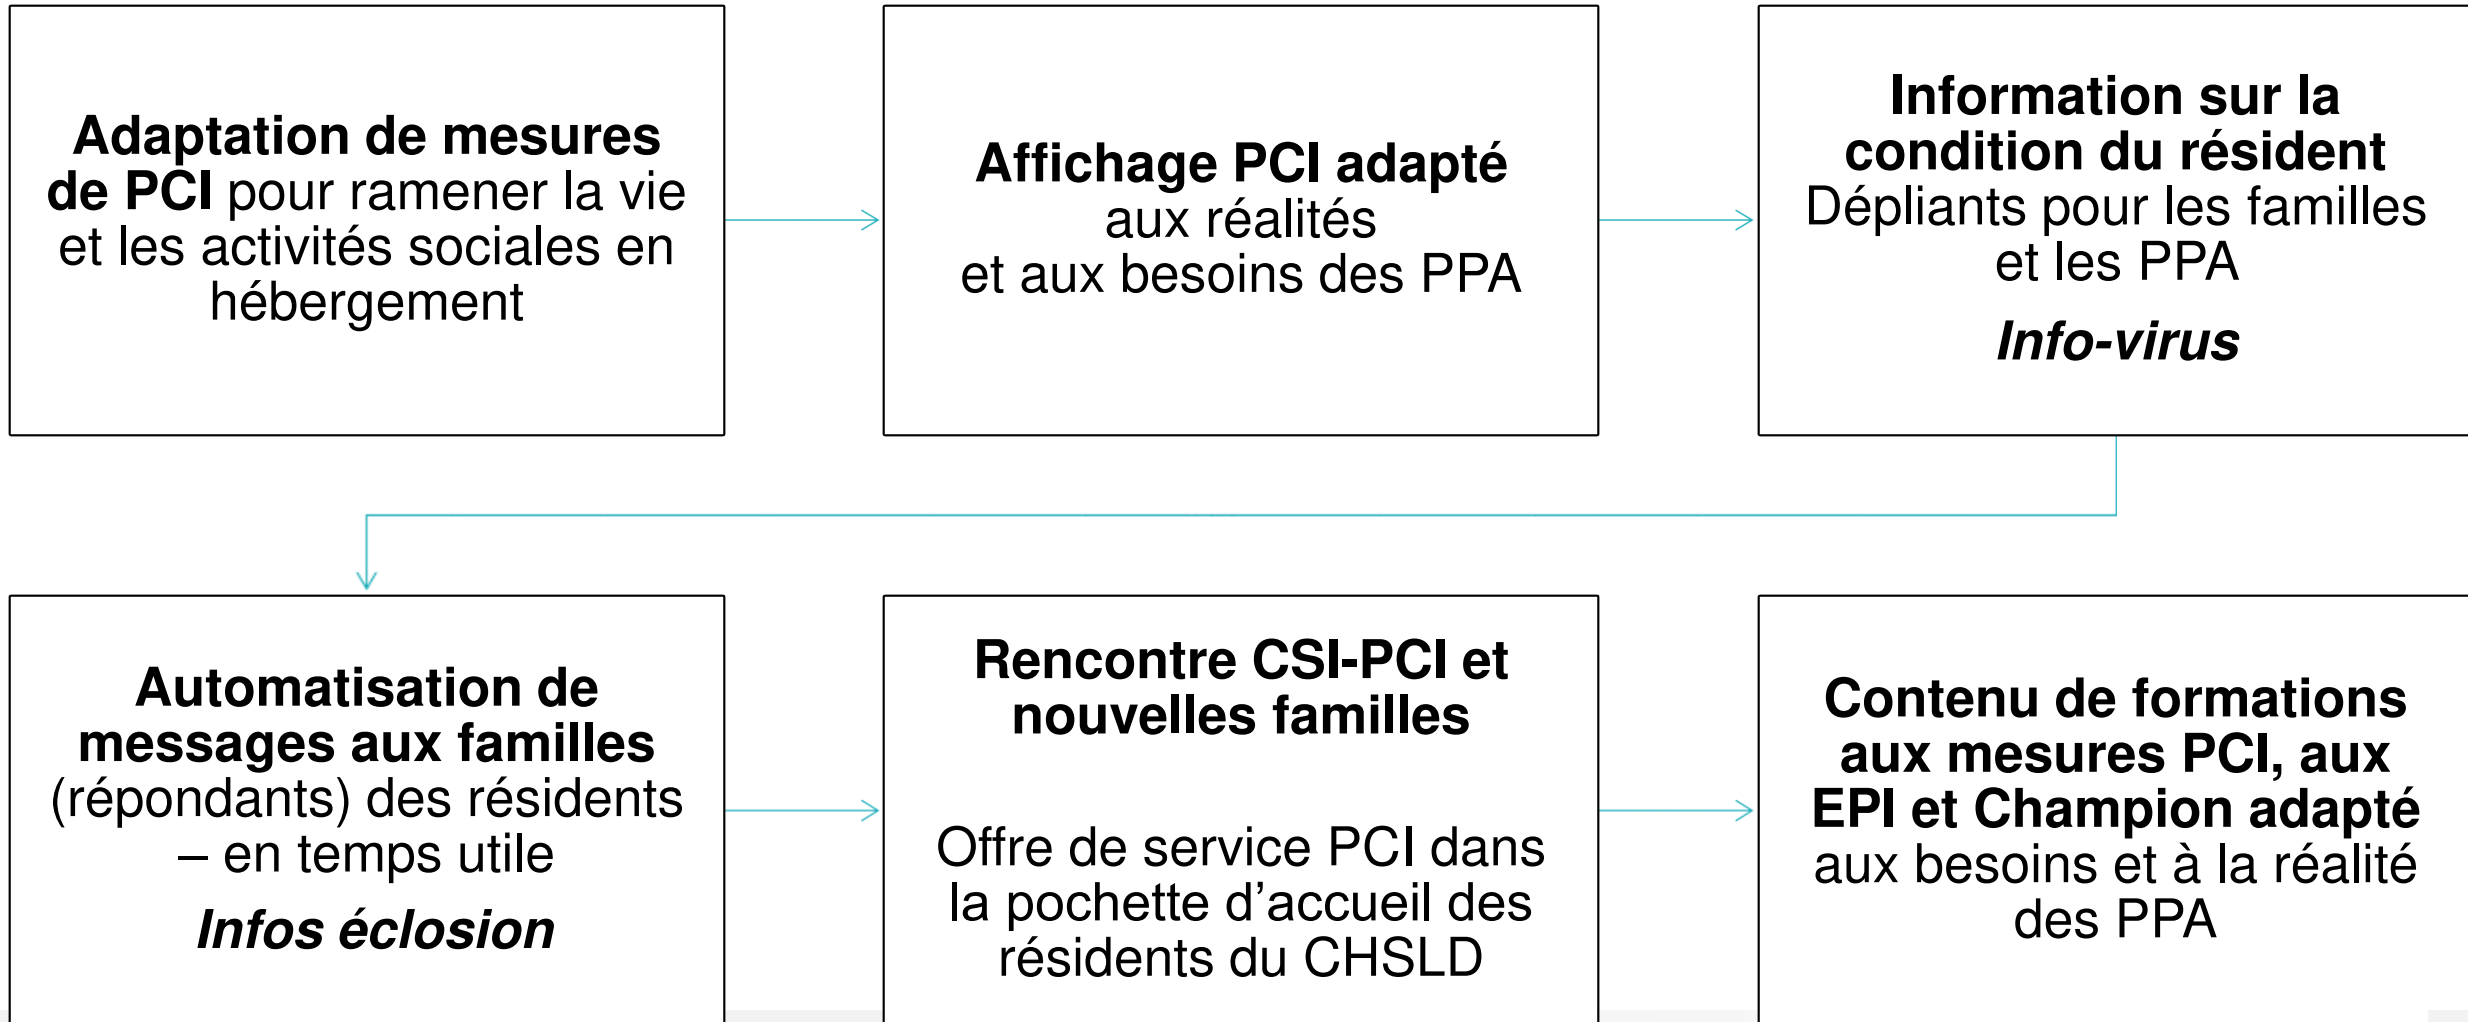 Adaptation de mesures
de PCI pour ramener la vie
et les activités sociales en
hébergement
Affichage PCI adapté
aux réalités
et aux besoins des PPA
Information sur la
condition du résident
Dépliants pour les familles
et les PPA
Info-virus
Automatisation de
messages aux familles
(répondants) des résidents
– en temps utile
Infos éclosion
Rencontre CSI-PCI et
nouvelles familles
Offre de service PCI dans
la pochette d’accueil des
résidents du CHSLD
Contenu de formations
aux mesures PCI, aux
EPI et Champion adapté
aux besoins et à la réalité
des PPA